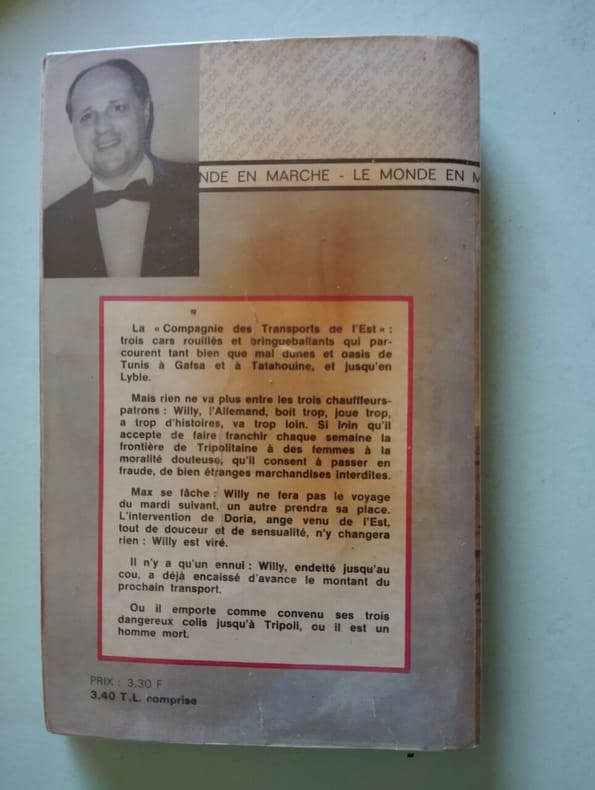 NDE EN MARCHE - LE MONDE EN M
La « Compagnie des Transports de l'Est » :
trois cars rouillés et bringueballants qui par-
courent tant bien que mal dunes et oasis de
Tunis à Gafsa et à Tatahouine, et jusqu'en
Lybie.
Mais rien ne va plus entre les trois chauffeurs-
patrons : Willy, l'Allemand, boit trop, joue trop,
a trop d'histoires, va trop loin. Si loin qu'il
accepte de faire franchir chaque semaine la
frontière de Tripolitaine à des femmes à la
moralité douteuse, qu'il consent à passer en
fraude, de bien étranges marchandises interdites.
Max se fâche : Willy ne fera pas le voyage
du mardi suivant, un autre prendra sa place.
L'intervention de Doria, ange venu de l'Est,
tout de douceur et de sensualité, n'y changera
rien : Willy est viré.
Il n'y a qu'un ennui : Willy, endetté jusqu'au
cou, a déjà encaissé d'avance le montant du
prochain transport.
Ou il emporte comme convenu ses trois
dangereux colis jusqu'à Tripoli, ou il est un
homme mort.
PRIX : 3.30 F
3.40 T.L. comprise